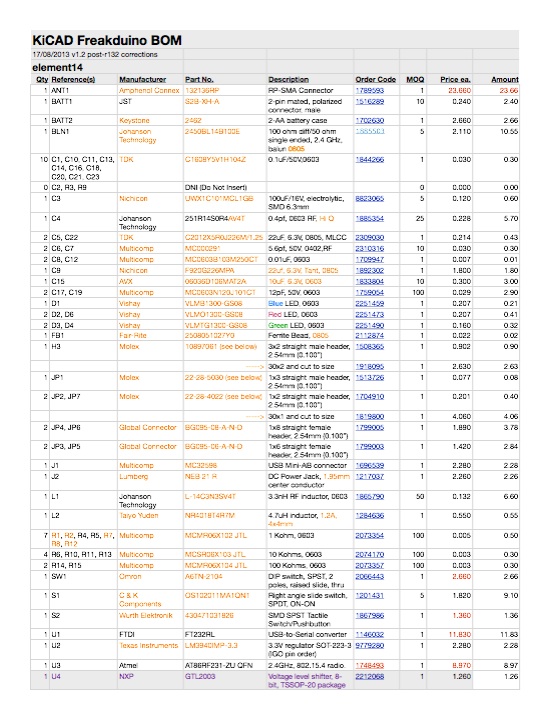 KiCAD Freakduino BOM
17/08/2013 v1.2 post-r132 corrections
element14
Qty Reference(s) Manufacturer Part No. Description Order Code MOQ Price ea. Amount
1 ANT1 Amphenol Connex 132136RP RP-SMA Connector 1789593 1 23.660 23.66
1 BATT1 JST S2B-XH-A 2-pin mated, polarized 1516289 10 0.240 2.40
connector, male
1 BATT2 Keystone 2462 2-AA battery case 1702630 1 2.660 2.66
1 BLN1 Johanson 2450BL14B100E 100 ohm diff/50 ohm 1885503 5 2.110 10.55
Technology single ended, 2.4 GHz,
balun 0805
10 C1, C10, C11, C13, TDK C1608Y5V1H104Z 0.1uF/50V,0603 1844266 1 0.030 0.30
C14, C16, C18,
C20, C21, C23
0 C2, R3, R9 DNI (Do Not Insert) 0 0.000 0.00
1 C3 Nichicon UWX1C101MCL1GB 100uF/16V, electrolytic, 8823065 5 0.120 0.60
SMD 6.3mm
1 C4 Johanson 251R14S0R4AV4T 0.4pf, 0603 RF, Hi-Q 1885354 25 0.228 5.70
Technology
2 C5, C22 TDK C2012X5R0J226M/1.25 22uF, 6.3V, 0805, MLCC 2309030 2 0.214 0.43
2 C6, C7 Multicomp MC000291 5.6pf, 50V, 0402,RF 2310316 10 0.030 0.30
2 C8, C12 Multicomp MC0603B103M250CT 0.01uF, 0603 1709947 1 0.007 0.01
1 C9 Nichicon F920G226MPA 22uF, 6.3V, Tant, 0805 1892302 1 1.800 1.80
1 C15 AVX 06036D106MAT2A 10uF, 6.3V, 0603 1833804 10 0.300 3.00
2 C17, C19 Multicomp MC0603N120J101CT 12pF, 50V, 0603 1759054 100 0.029 2.90
1 D1 Vishay VLMB1300-GS08 Blue LED, 0603 2251459 1 0.207 0.21
2 D2, D6 Vishay VLMO1300-GS08 Red LED, 0603 2251473 1 0.207 0.41
2 D3, D4 Vishay VLMTG1300-GS08 Green LED, 0603 2251490 1 0.160 0.32
1 FB1 Fair-Rite 2508051027Y0 Ferrite Bead, 0805 2112874 1 0.022 0.02
1 H3 Molex 10897061 (see below) 3x2 straight male header, 1508365 1 0.902 0.90
2.54mm (0.100")
----> 30x2 and cut to size 1918095 1 2.630 2.63
1 JP1 Molex 22-28-5030 (see below) 1x3 straight male header, 1513726 1 0.077 0.08
2.54mm (0.100")
2 JP2, JP7 Molex 22-28-4022 (see below) 1x2 straight male header, 1704910 1 0.201 0.40
2.54mm (0.100")
----> 30x1 and cut to size 1819800 1 4.060 4.06
2 JP4, JP6 Global Connector BG095-08-A-N-D 1x8 straight female 1799005 1 1.890 3.78
header, 2.54mm (0.100")
2 JP3, JP5 Global Connector BG095-06-A-N-D 1x6 straight female 1799003 1 1.420 2.84
header, 2.54mm (0.100")
1 J1 Multicomp MC32598 USB Mini-AB connector 1696539 1 2.280 2.28
1 J2 Lumberg NEB 21 R DC Power Jack, 1.95mm 1217037 1 2.260 2.26
center conductor
1 L1 Johanson L-14C3N3SV4T 3.3nH RF inductor, 0603 1865790 50 0.132 6.60
Technology
1 L2 Taiyo Yuden NR4018T4R7M 4.7uH inductor, 1.2A, 1284636 1 0.550 0.55
4x4mm
7 R1, R2, R4, R5, R7, Multicomp MCMR06X102 JTL 1 Kohm, 0603 2073354 100 0.005 0.50
R8, R12
4 R6, R10, R11, R13 Multicomp MCSR06X103 JTL 10 Kohms, 0603 2074170 100 0.003 0.30
2 R14, R15 Multicomp MCMR06X104 JTL 100 Kohms, 0603 2073357 100 0.003 0.30
1 SW1 Omron A6TN-2104 DIP switch, SPST, 2 2066443 1 2.660 2.66
poles, raised slide, thru
1 S1 C & K OS102011MA1QN1 Right angle slide switch, 1201431 5 1.820 9.10
Components SPDT, ON-ON
1 S2 Wurth Elektronik 430471031826 SMD SPST Tactile 1867986 1 1.360 1.36
Switch/Pushbutton
1 U1 FTDI FT232RL USB-to-Serial converter 1146032 1 11.830 11.83
1 U2 Texas Instruments LM3940IMP-3.3 3.3V regulator SOT-223-3 9779280 1 2.280 2.28
(IGO pin order)
1 U3 Atmel AT86RF231-ZU QFN 2.4GHz, 802.15.4 radio 1748493 1 8.970 8.97
1 U4 NXP GTL2003 Voltage level shifter, 8- 2212068 1 1.260 1.26
bit, TSSOP-20 package